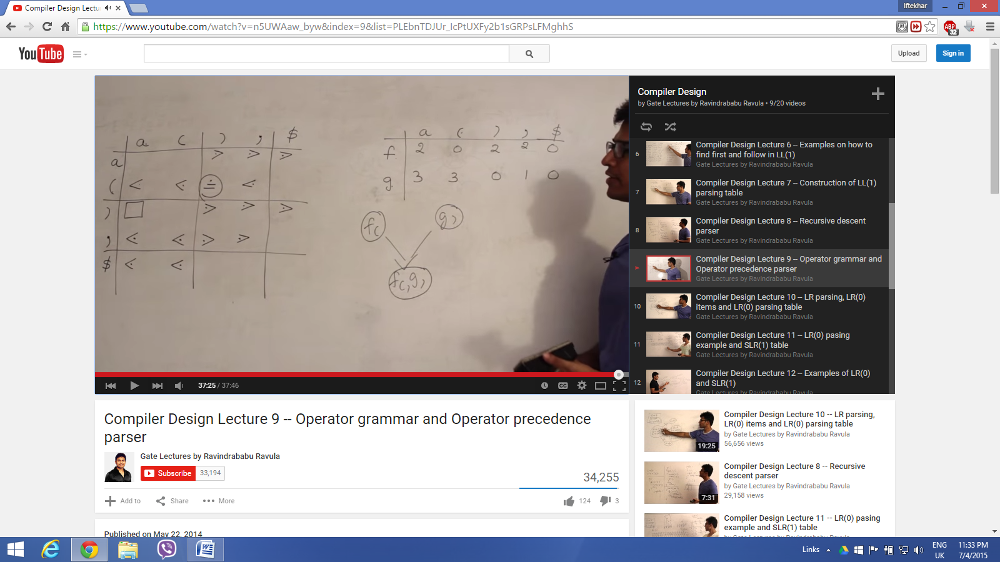 Compiler Design Lectu
Iftekhar
https://www.youtube.com/watch?v=n5UWAaw_byw&index=9&list=PLEbnTDJUr_IcPtUXFy2b1sGRPsLFMghhS
ABP
32
YouTube
Upload
Sign in
a ( ) , $
a ⋗ ⋗ ⋗
( ⋖ ⋖ ≐ ⋖
) ⋗ ⋗ ⋗
, ⋖ ⋖ ⋗ ⋗
$ ⋖ ⋖
a ( ) , $
f 2 0 2 2 0
g 3 3 0 1 0
f( g)
f(, g)
37:25 / 37:46
CC
Compiler Design
by Gate Lectures by Ravindrababu Ravula • 9/20 videos
6
Compiler Design Lecture 6 – Examples on how to
find first and follow in LL(1)
Gate Lectures by Ravindrababu Ravula
7
Compiler Design Lecture 7 – Construction of LL(1)
parsing table
Gate Lectures by Ravindrababu Ravula
8
Compiler Design Lecture 8 – Recursive descent
parser
Gate Lectures by Ravindrababu Ravula
Compiler Design Lecture 9 – Operator grammar and
Operator precedence parser
Gate Lectures by Ravindrababu Ravula
10
Compiler Design Lecture 10 – LR parsing, LR(0)
items and LR(0) parsing table
Gate Lectures by Ravindrababu Ravula
11
Compiler Design Lecture 11 – LR(0) pasing
example and SLR(1) table
Gate Lectures by Ravindrababu Ravula
12
Compiler Design Lecture 12 – Examples of LR(0)
and SLR(1)
Gate Lectures by Ravindrababu Ravula
Compiler Design Lecture 9 -- Operator grammar and Operator precedence
parser
Gate Lectures by Ravindrababu Ravula
Subscribe 33,194
34,255
Add to Share More
124 3
Published on May 22, 2014
Compiler Design Lecture 10 -- LR parsing,
LR(0) items and LR(0) parsing table
by Gate Lectures by Ravindrababu Ravula
56,656 views
19:25
Compiler Design Lecture 8 -- Recursive
descent parser
by Gate Lectures by Ravindrababu Ravula
29,158 views
7:31
Compiler Design Lecture 11 -- LR(0) pasing
example and SLR(1) table
Links
ENG
UK
11:33 PM
7/4/2015